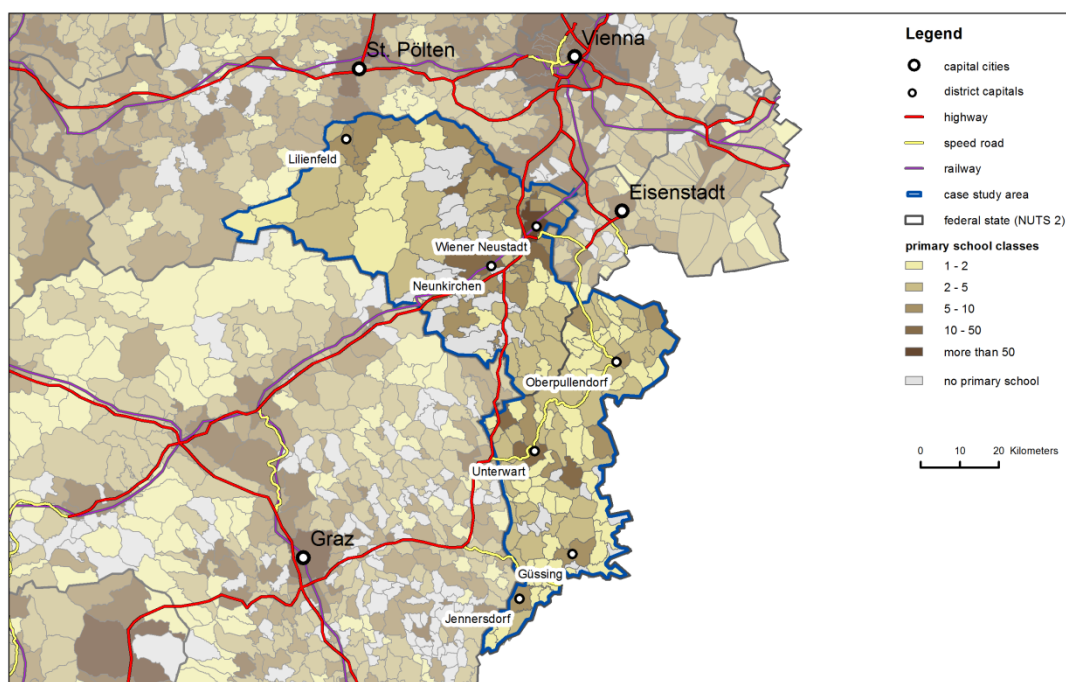 St. Pölten
Vienna
Lilienfeld
Eisenstadt
Wiener Neustadt
Neunkirchen
Oberpullendorf
Unterwart
Graz
Güssing
Jennersdorf
Legend
capital cities
district capitals
highway
speed road
railway
case study area
federal state (NUTS 2)
primary school classes
1 - 2
2 - 5
5 - 10
10 - 50
more than 50
no primary school
0 10 20 Kilometers